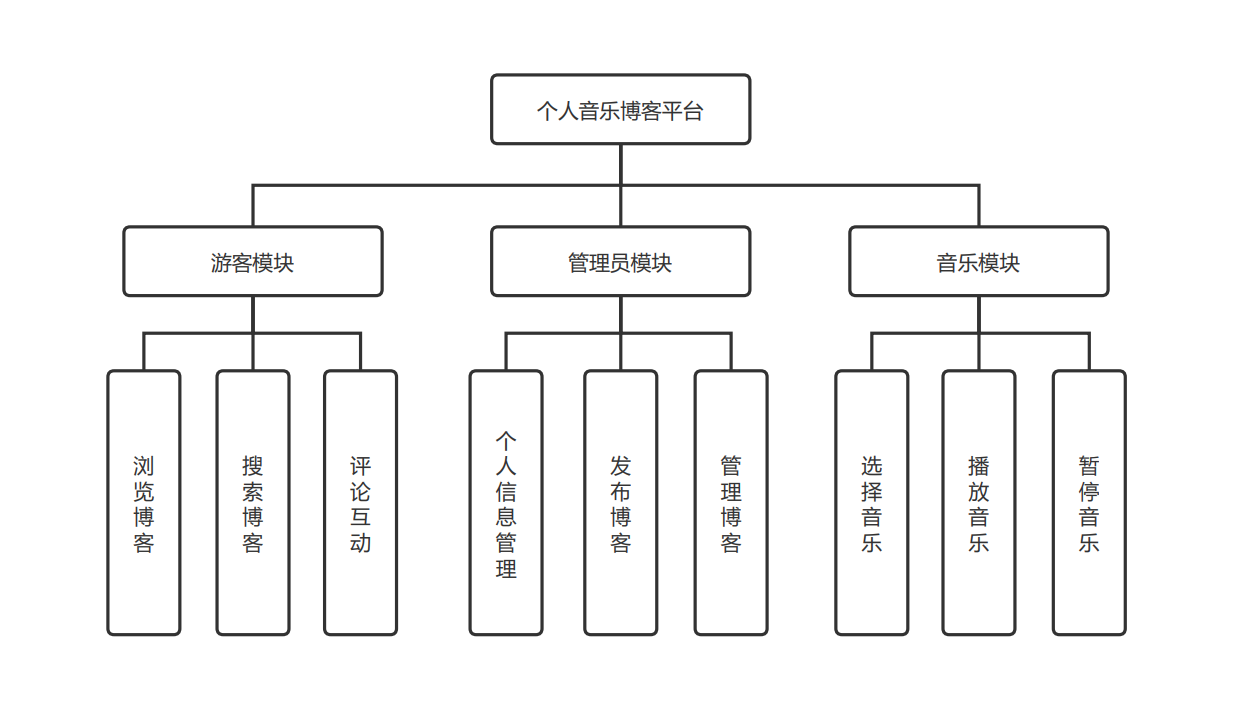 个人音乐博客平台
游客模块
管理员模块
音乐模块
浏览博客
搜索博客
评论互动
个人信息管理
发布博客
管理博客
选择音乐
播放音乐
暂停音乐